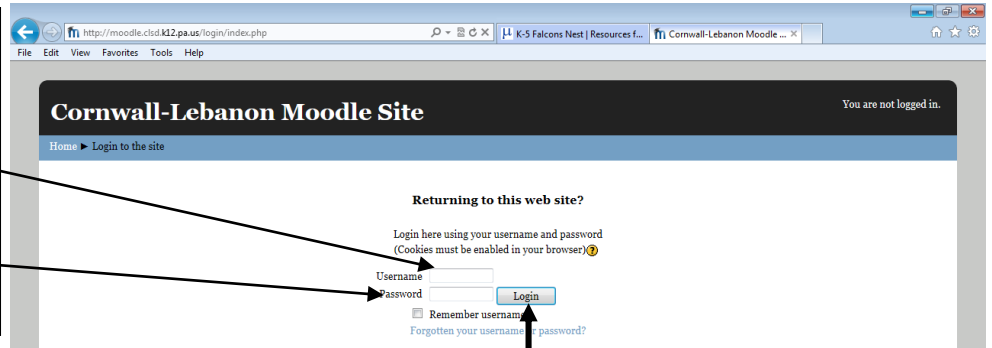 http://moodle.clsd.k12.pa.us/login/index.php
K-5 Falcons Nest | Resources f...
Cornwall-Lebanon Moodle ...
File Edit View Favorites Tools Help
Cornwall-Lebanon Moodle Site
You are not logged in.
Home ► Login to the site
Returning to this web site?
Login here using your username and password
(Cookies must be enabled in your browser)
Username
Password
Login
Remember username
Forgotten your username or password?